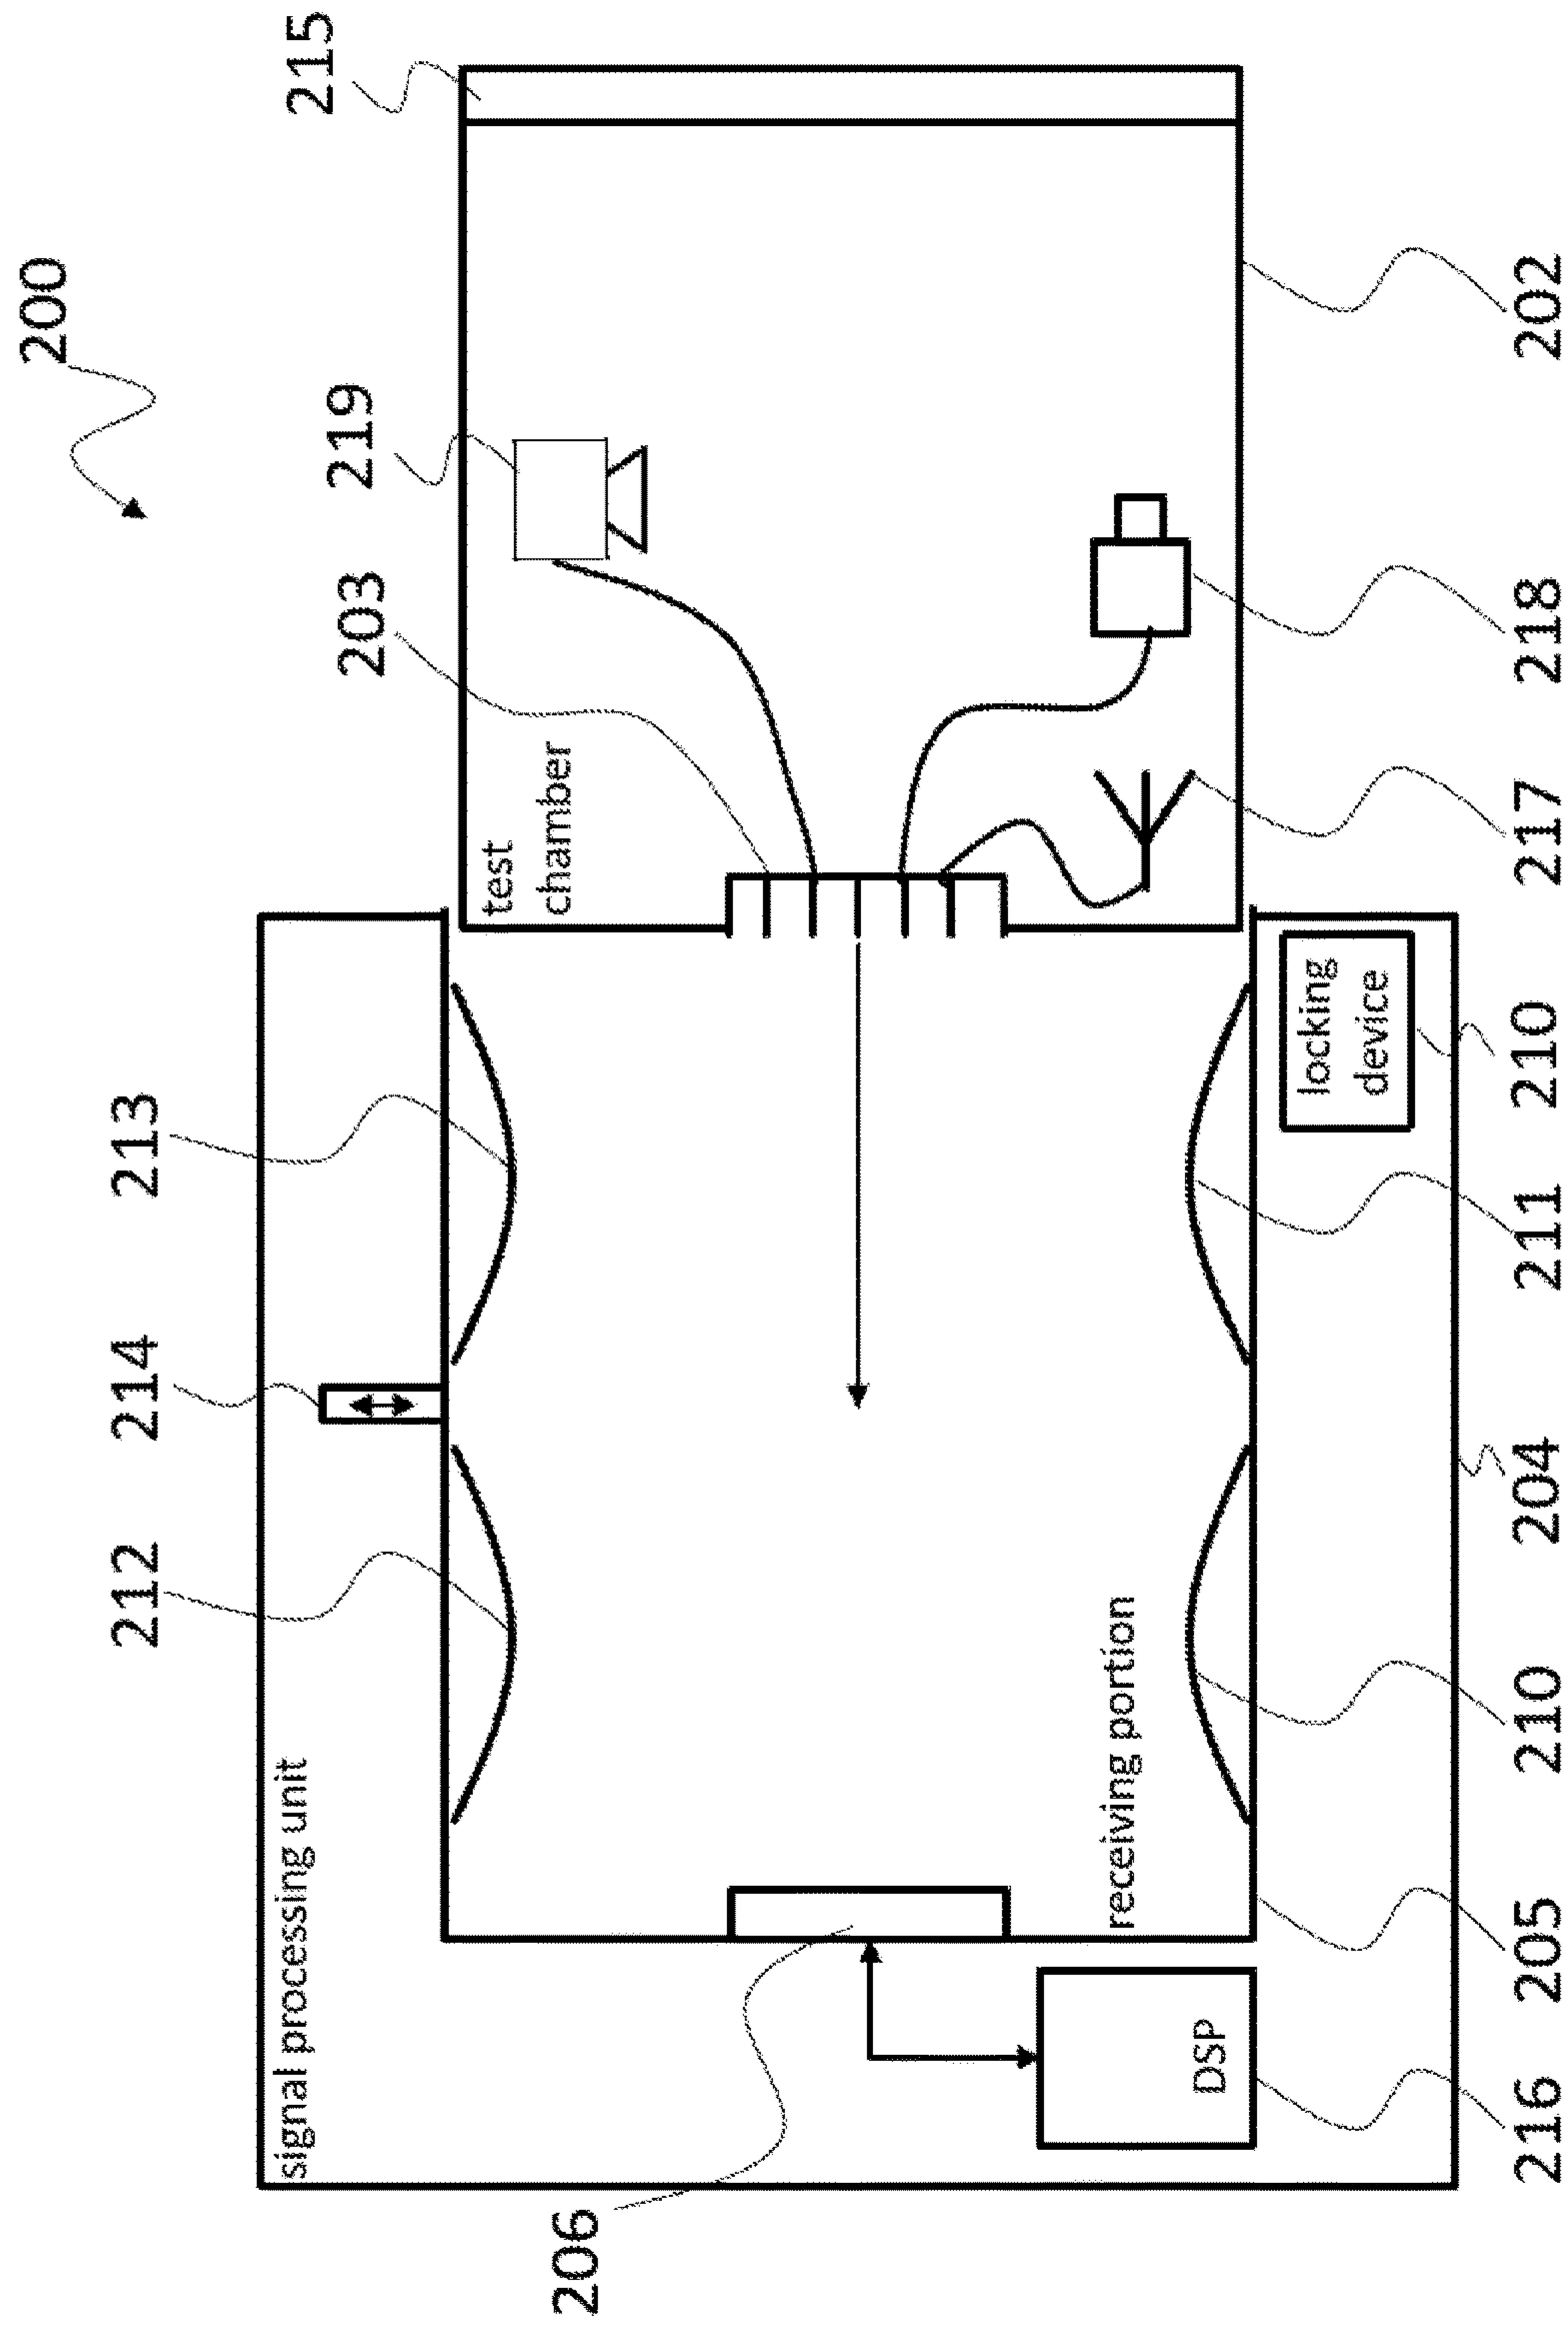 200
215
219
203
213
214
212
206
signal processing unit
test
chamber
receiving portion
locking
device
DSP
216
205
210
204
211
210
217
218
202